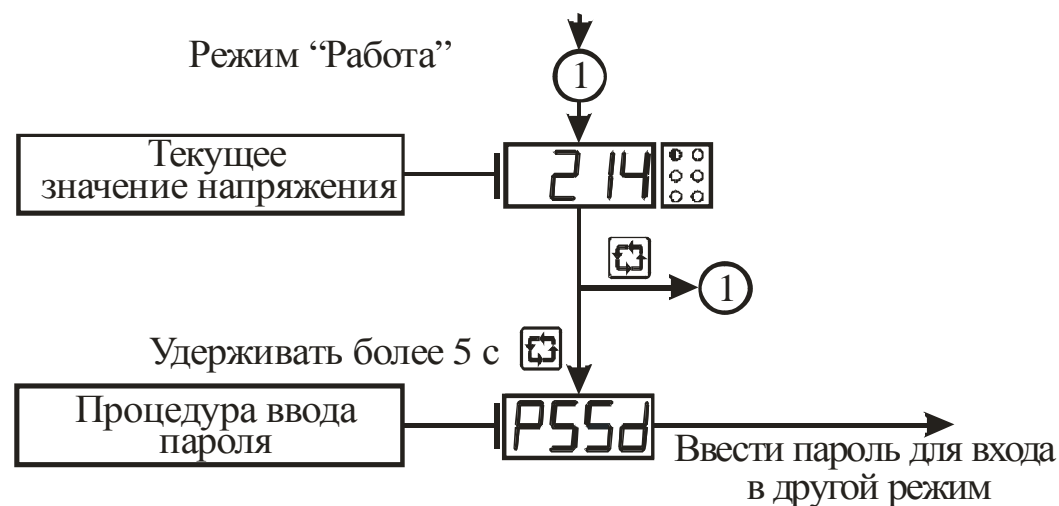 Режим “Работа”
1
Текущее
значение напряжения
214
1
Удерживать более 5 с
Процедура ввода
пароля
PSSd
Ввести пароль для входа
в другой режим